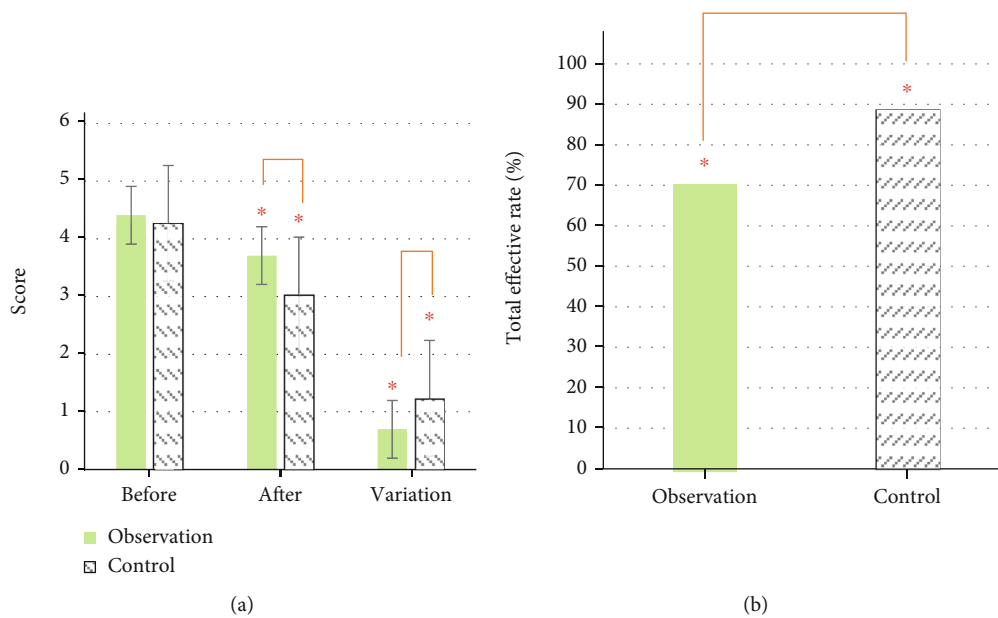 6
5
4
3
2
1
0
Score
*
*
*
*
Before
After
Variation
Observation
Control
(a)
100
90
80
70
60
50
40
30
20
10
0
Total effective rate (%)
*
*
Observation
Control
(b)